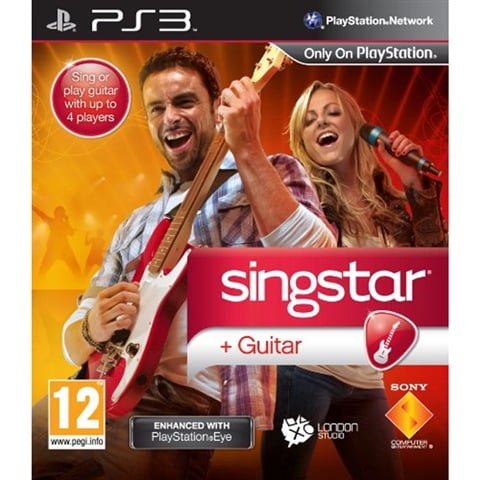 PS3
PlayStation®Network
Only On PlayStation®
Sing or
play guitar
with up to
4 players
singstar®
+ Guitar
12
www.pegi.info
ENHANCED WITH
PlayStation®Eye
LONDON
STUDIO
SONY
COMPUTER
ENTERTAINMENT®